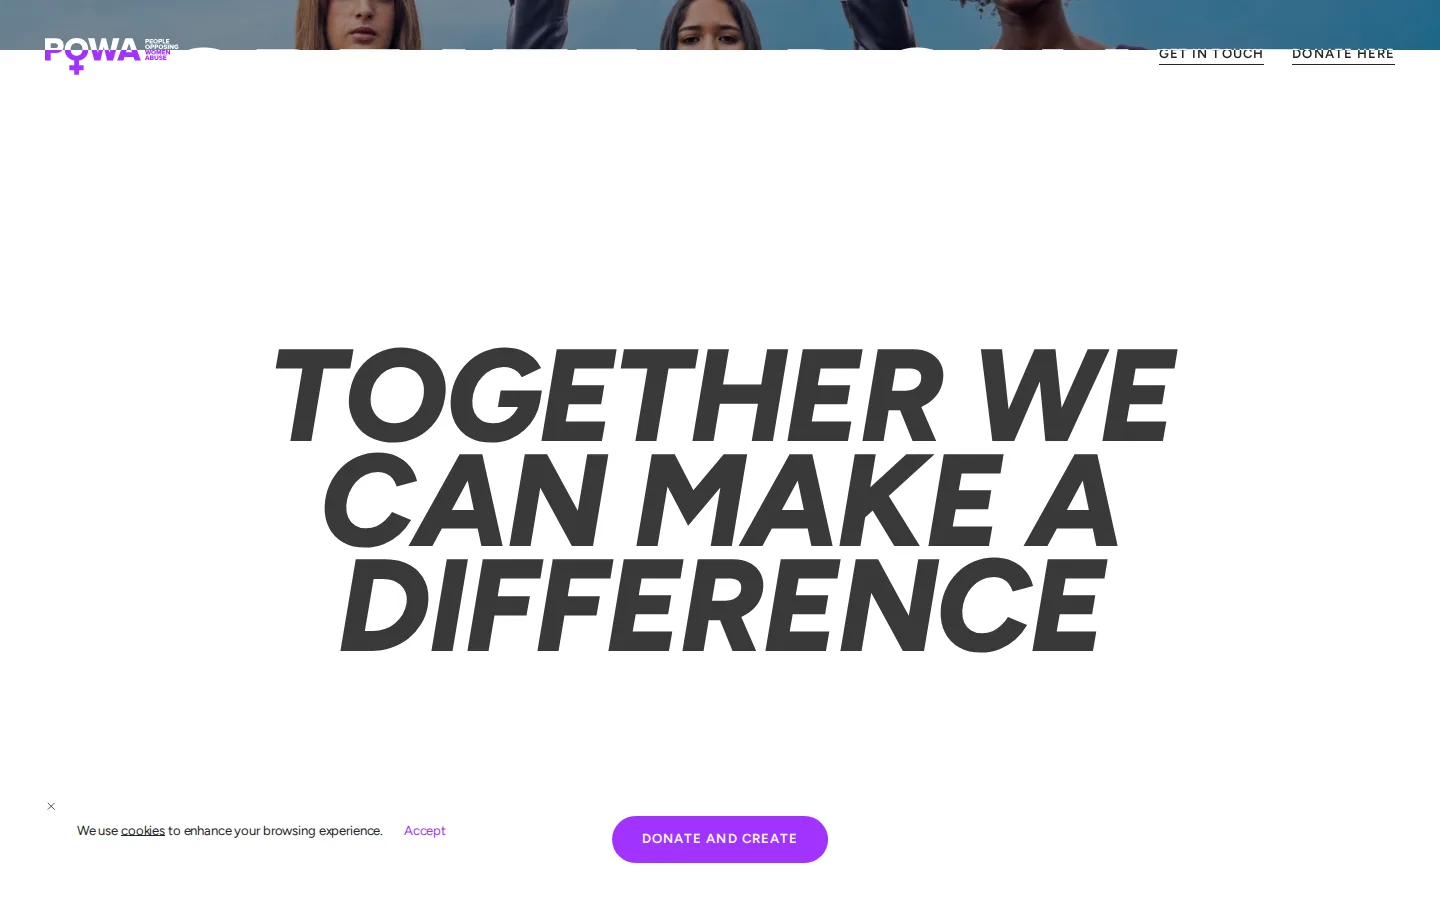 POWA
PEOPLE
OPPOSING
WOMEN
ABUSE
GET IN TOUCH
DONATE HERE
TOGETHER WE
CAN MAKE A
DIFFERENCE
We use cookies to enhance your browsing experience. Accept
DONATE AND CREATE